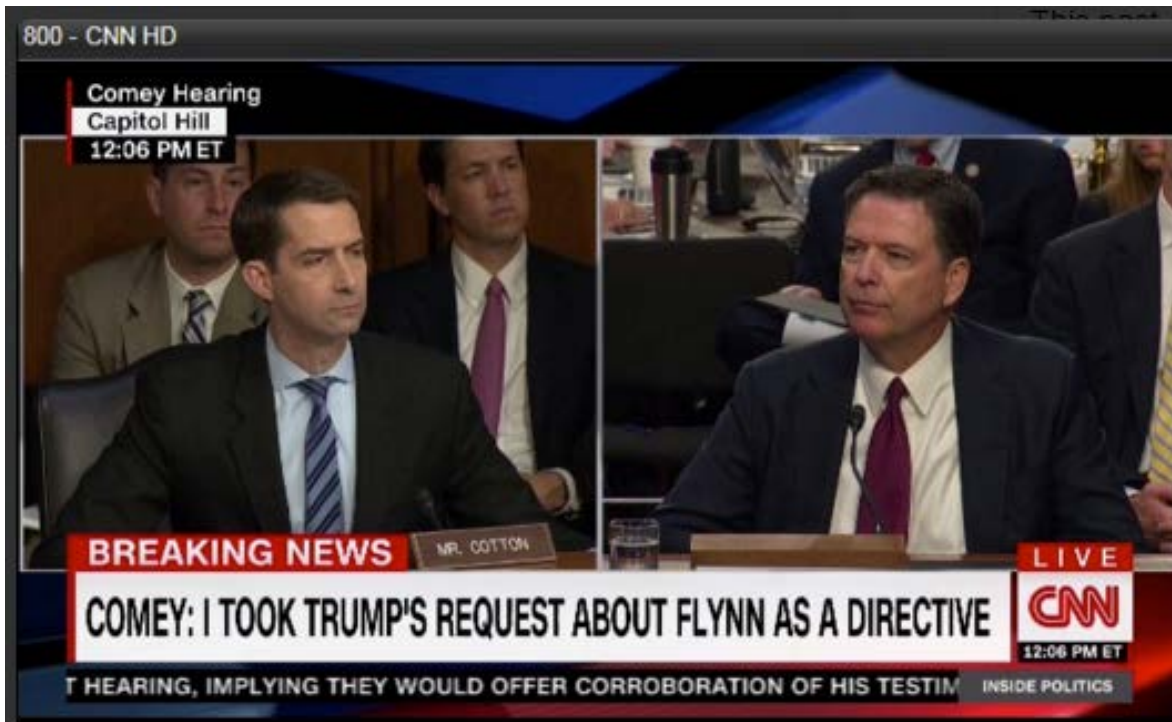 800 - CNN HD
Comey Hearing
Capitol Hill
12:06 PM ET
BREAKING NEWS
MR. COTTON
LIVE
COMEY: I TOOK TRUMP'S REQUEST ABOUT FLYNN AS A DIRECTIVE
CNN
12:06 PM ET
T HEARING, IMPLYING THEY WOULD OFFER CORROBORATION OF HIS TESTIM
INSIDE POLITICS